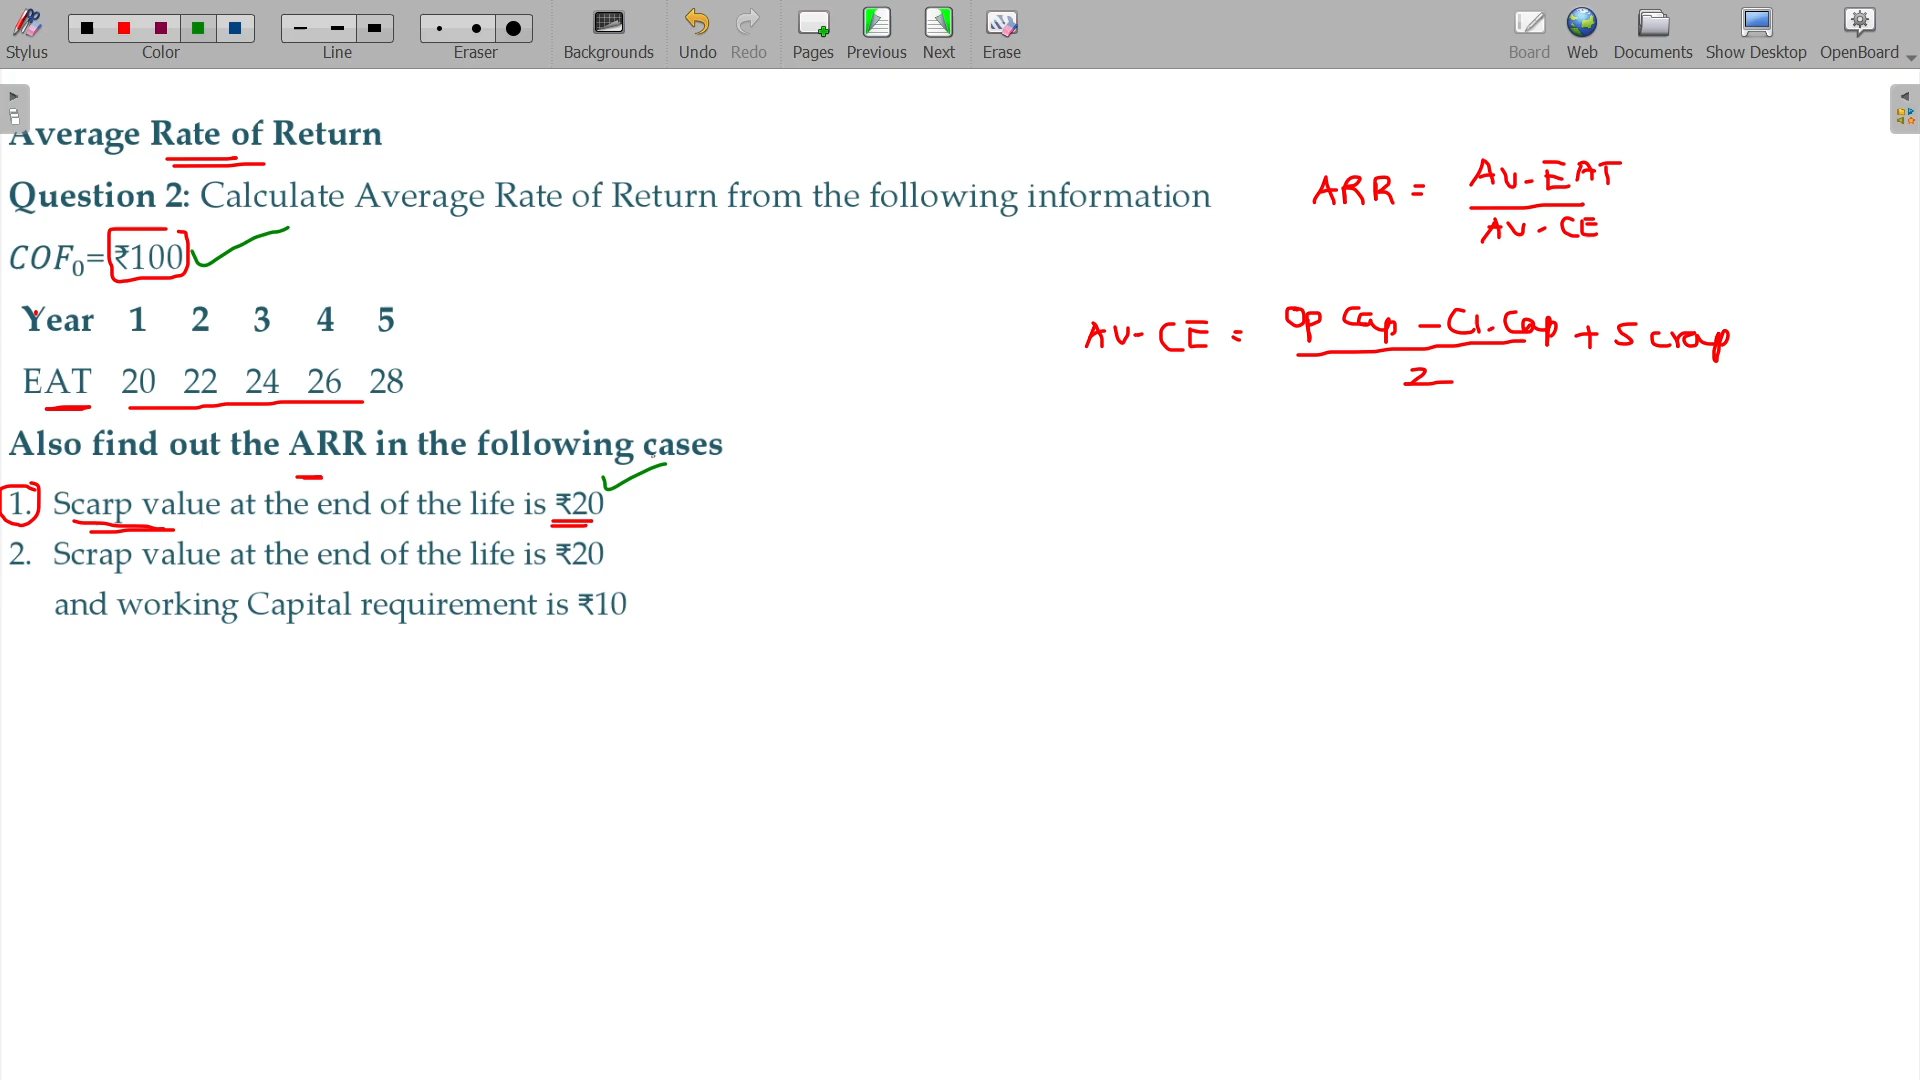 Stylus Color Line Eraser Backgrounds Undo Redo Pages Previous Next Erase Board Web Documents Show Desktop OpenBoard
Average Rate of Return
Question 2: Calculate Average Rate of Return from the following information
COF₀= ₹100
Year 1 2 3 4 5
EAT 20 22 24 26 28
Also find out the ARR in the following cases
1. Scarp value at the end of the life is ₹20
2. Scrap value at the end of the life is ₹20
and working Capital requirement is ₹10
ARR = AV-EAT
AV-CE
AV-CE = Op Cap - Cl.Cap + Scrap
2